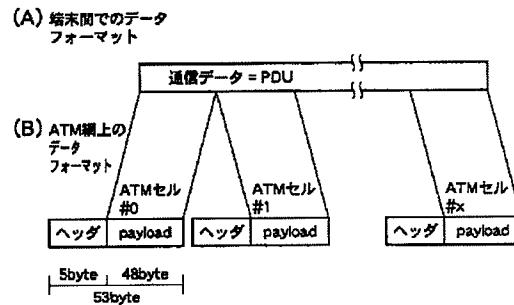 (A) 端末間でのデータ
フォーマット
通信データ = PDU
(B) ATM網上の
データ
フォーマット
ATMセル
#0
ATMセル
#1
ATMセル
#x
ヘッダ payload
ヘッダ payload
ヘッダ payload
5byte 48byte
53byte